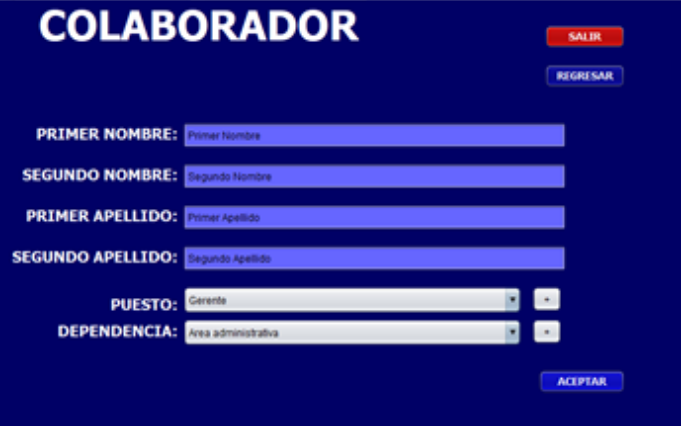 COLABORADOR
SALIR
REGRESAR
PRIMER NOMBRE: Primer Nombre
SEGUNDO NOMBRE: Segundo Nombre
PRIMER APELLIDO: Primer Apellido
SEGUNDO APELLIDO: Segundo Apellido
PUESTO: Gerente
DEPENDENCIA: Area administrativa
ACEPTAR